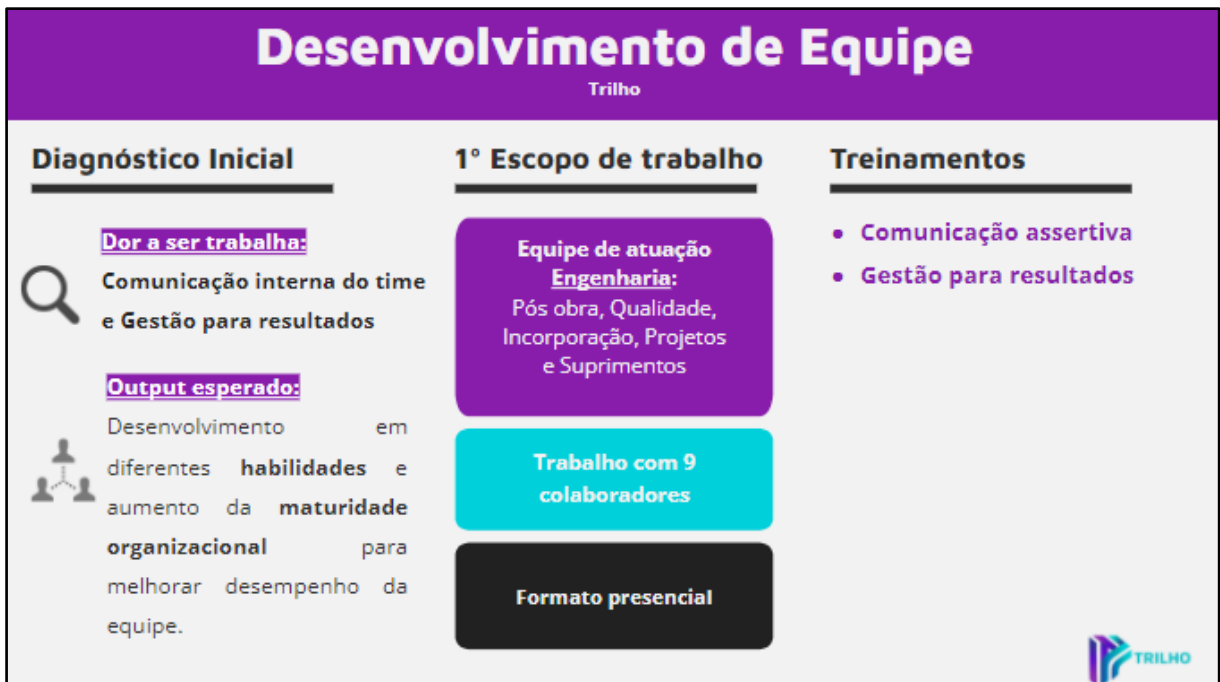 Desenvolvimento de Equipe
Trilho
Diagnóstico Inicial
Dor a ser trabalha:
Comunicação interna do time
e Gestão para resultados
Output esperado:
Desenvolvimento em
diferentes habilidades e
aumento da maturidade
organizacional para
melhorar desempenho da
equipe.
1° Escopo de trabalho
Equipe de atuação
Engenharia:
Pós obra, Qualidade,
Incorporação, Projetos
e Suprimentos
Trabalho com 9
colaboradores
Formato presencial
Treinamentos
• Comunicação assertiva
• Gestão para resultados
TRILHO